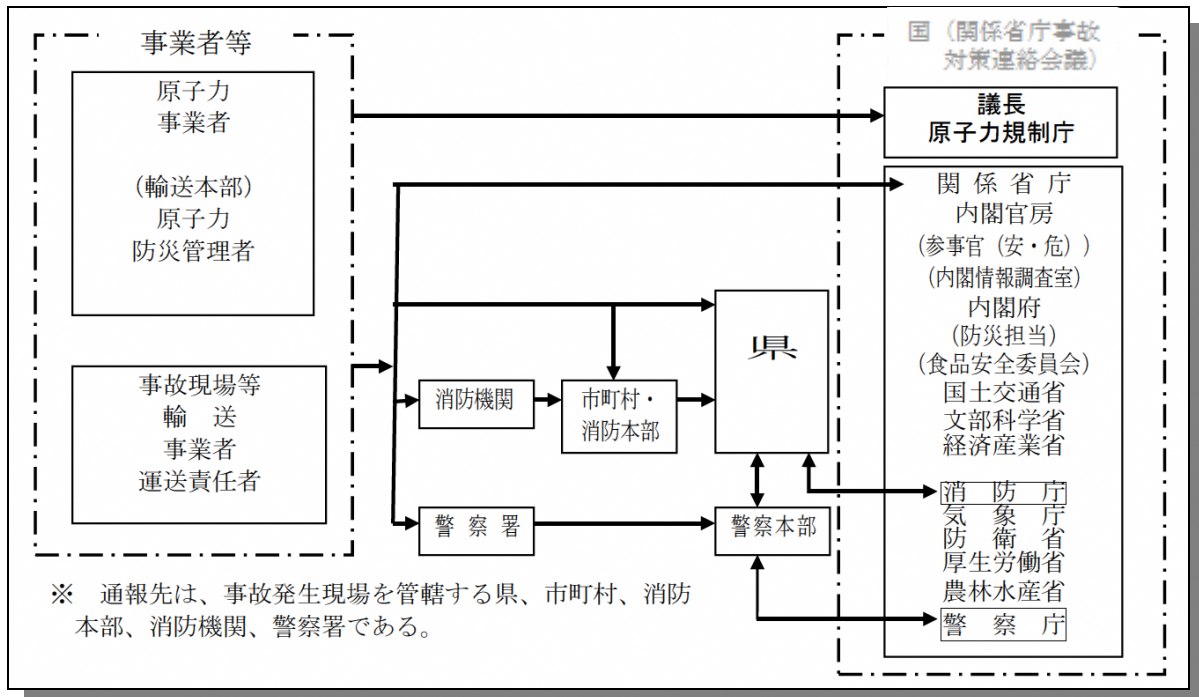 事業者等
原子力
事業者
(輸送本部)
原子力
防災管理者
事故現場等
輸　送
事業者
運送責任者
消防機関
市町村・
消防本部
県
警 察 署
警察本部
国（関係省庁事故
対策連絡会議）
議長
原子力規制庁
関 係 省 庁
内閣官房
(参事官（安・危）)
(内閣情報調査室)
内閣府
(防災担当)
(食品安全委員会)
国土交通省
文部科学省
経済産業省
消　防　庁
気　象　庁
防　衛　省
厚生労働省
農林水産省
警　察　庁
※　通報先は、事故発生現場を管轄する県、市町村、消防
本部、消防機関、警察署である。